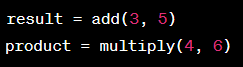 result = add(3, 5)
product = multiply(4, 6)